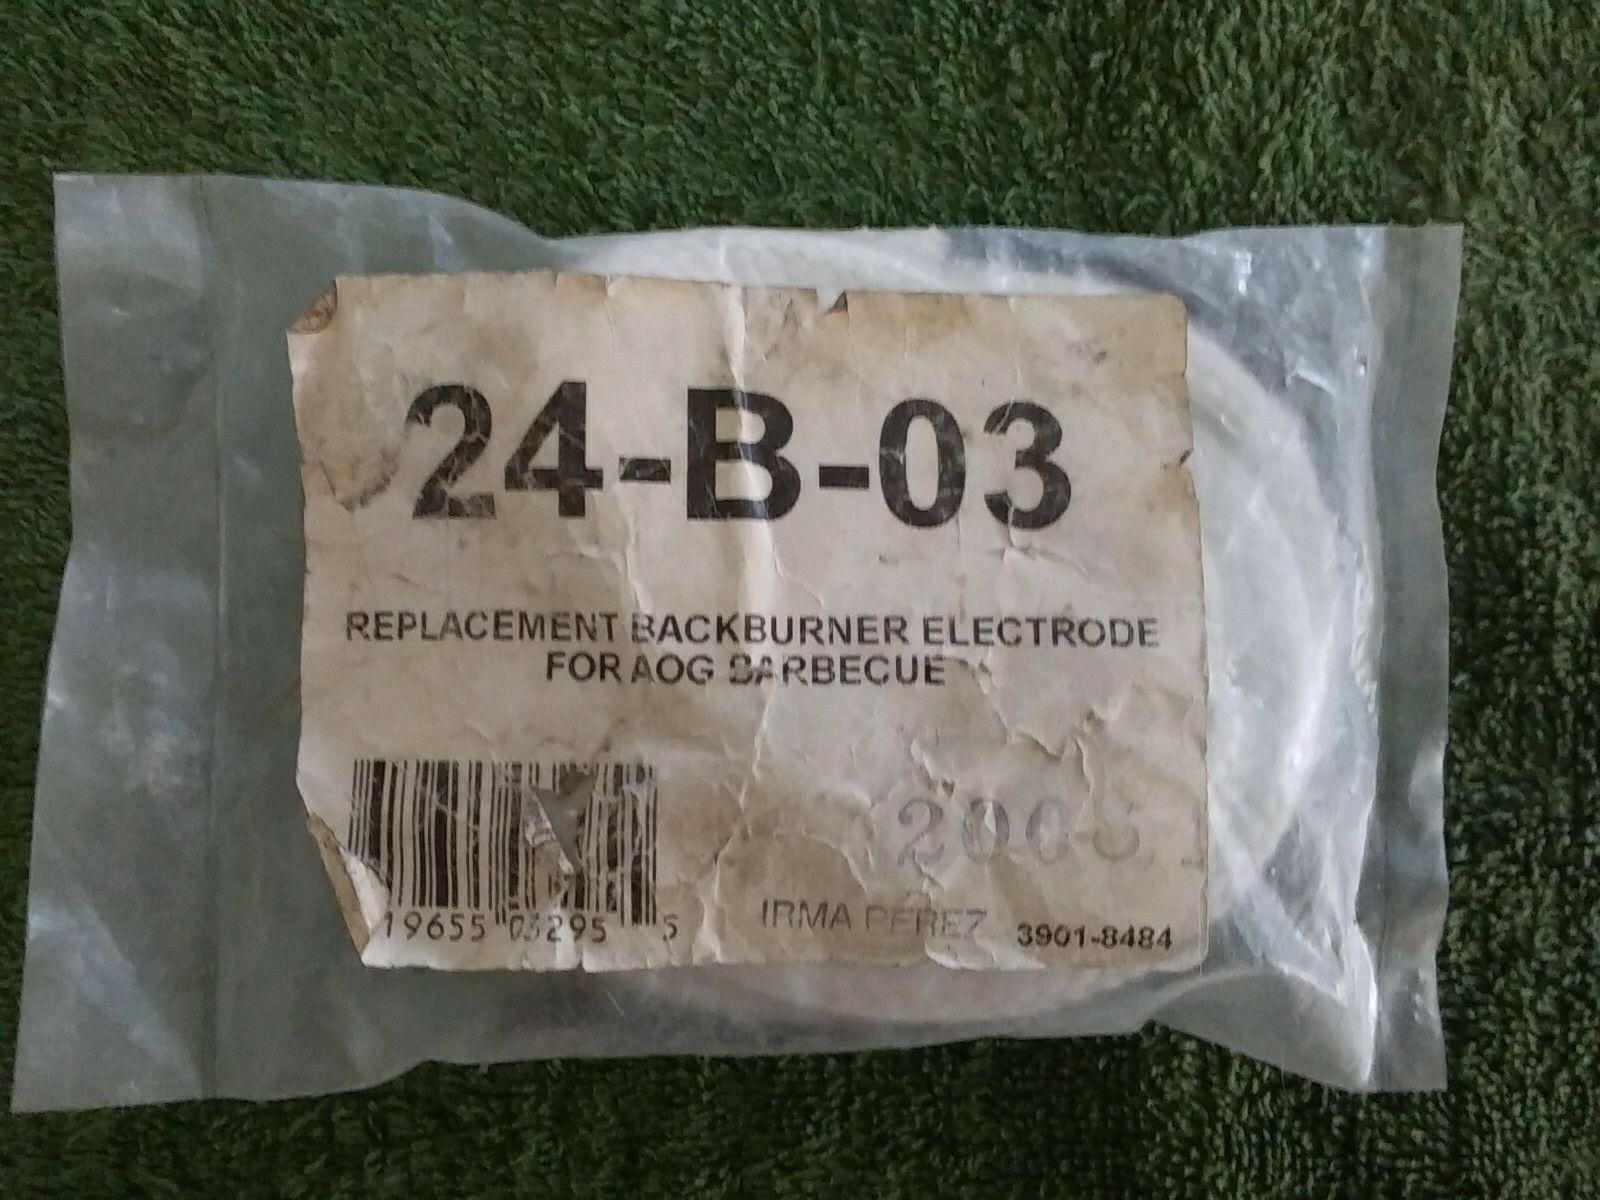 24-B-03
REPLACEMENT BACKBURNER ELECTRODE
FOR AOG BARBECUE
19655 03295 5
IRMA PEREZ
3901-8484